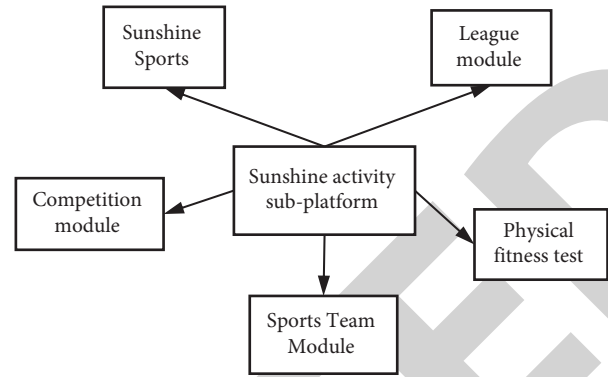 Sunshine
Sports
League
module
Sunshine activity
sub-platform
Competition
module
Physical
fitness test
Sports Team
Module